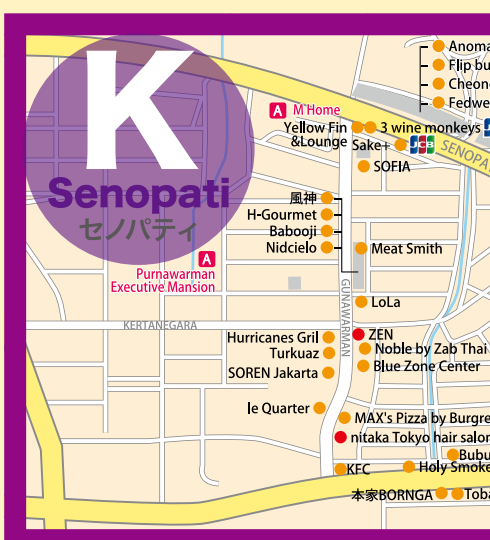 K
Senopati
セノパティ
Anoma
Flip bu
Cheong
Fedwe
A M Home
Yellow Fin
&Lounge
3 wine monkeys
Sake+
JCB
SENOPA
SOFIA
風神
H-Gourmet
Babooji
Nidcielo
Meat Smith
A
Purnawarman
Executive Mansion
GUNAWARMAN
LoLa
KERTANEGARA
Hurricanes Gril
ZEN
Turkuaz
Noble by Zab Thai
SOREN Jakarta
Blue Zone Center
le Quarter
MAX's Pizza by Burgre
nitaka Tokyo hair salon
Bubu
KFC
Holy Smoke
本家BORNGA
Toba